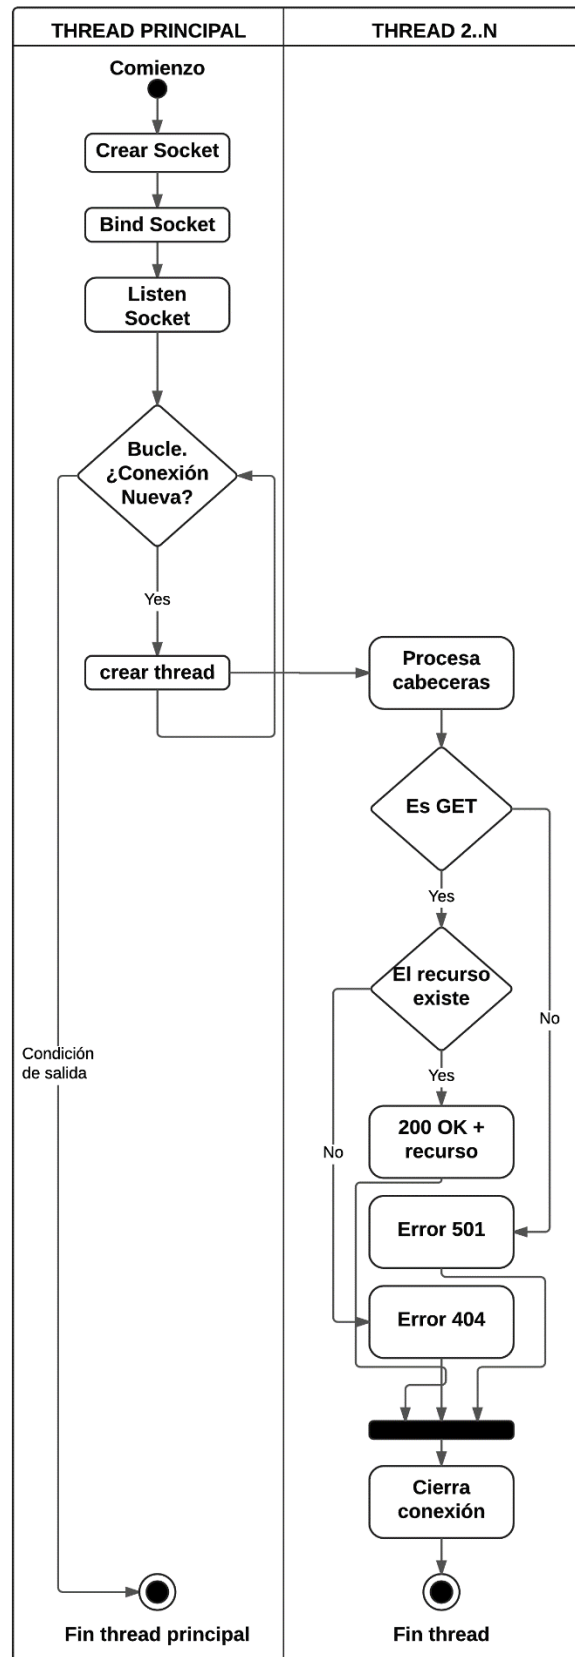 THREAD PRINCIPAL
THREAD 2..N
Comienzo
Crear Socket
Bind Socket
Listen
Socket
Bucle.
¿Conexión
Nueva?
Yes
crear thread
Procesa
cabeceras
Es GET
Yes
El recurso
existe
No
Condición
de salida
Yes
200 OK +
recurso
No
Error 501
Error 404
Cierra
conexión
Fin thread principal
Fin thread